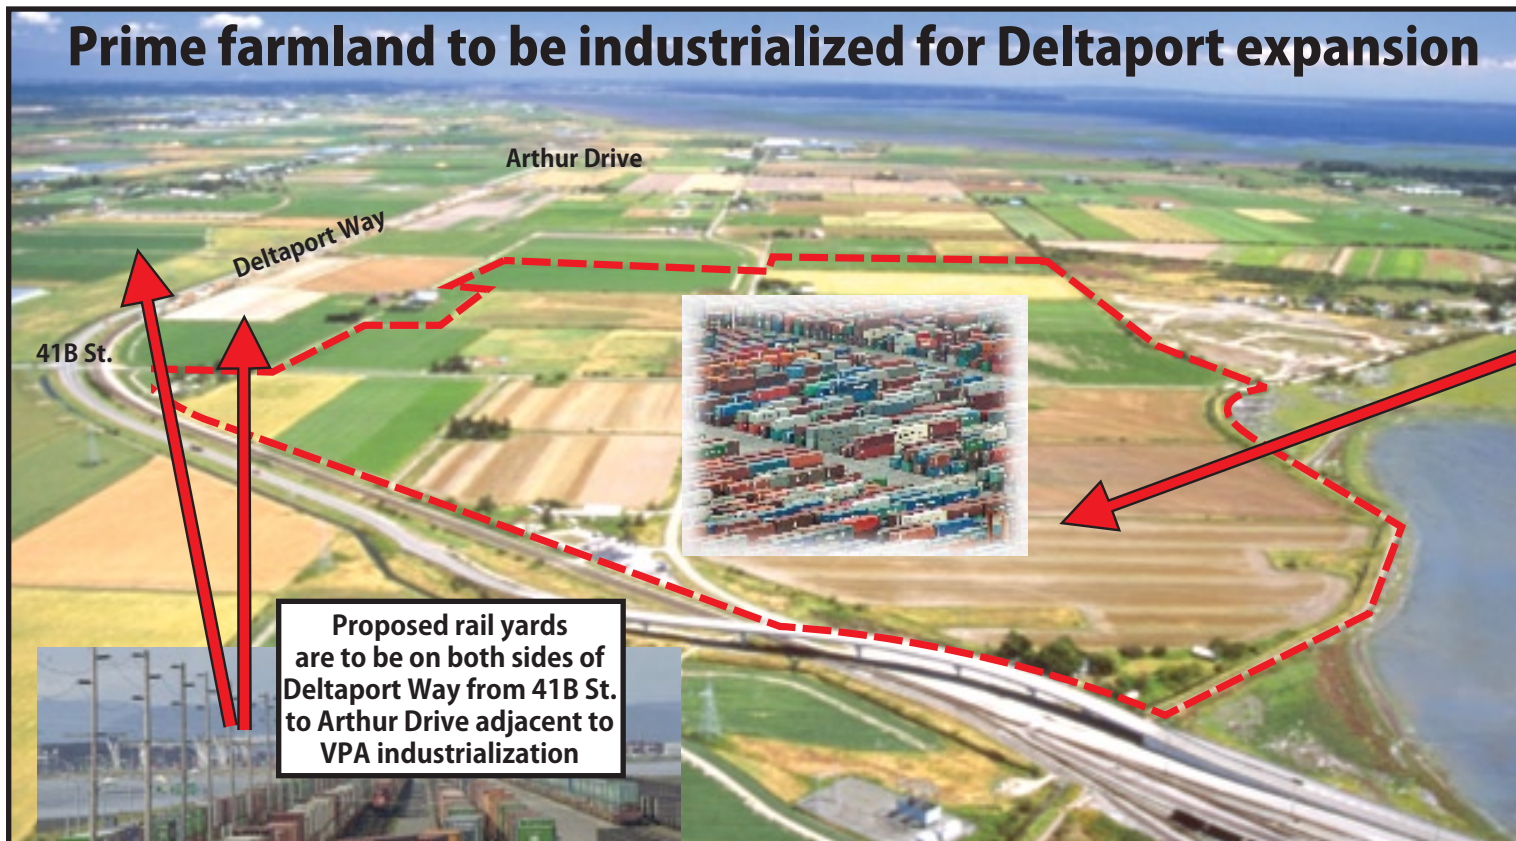 Prime farmland to be industrialized for Deltaport expansion
Arthur Drive
Deltaport Way
41B St.
Proposed rail yards
are to be on both sides of
Deltaport Way from 41B St.
to Arthur Drive adjacent to
VPA industrialization